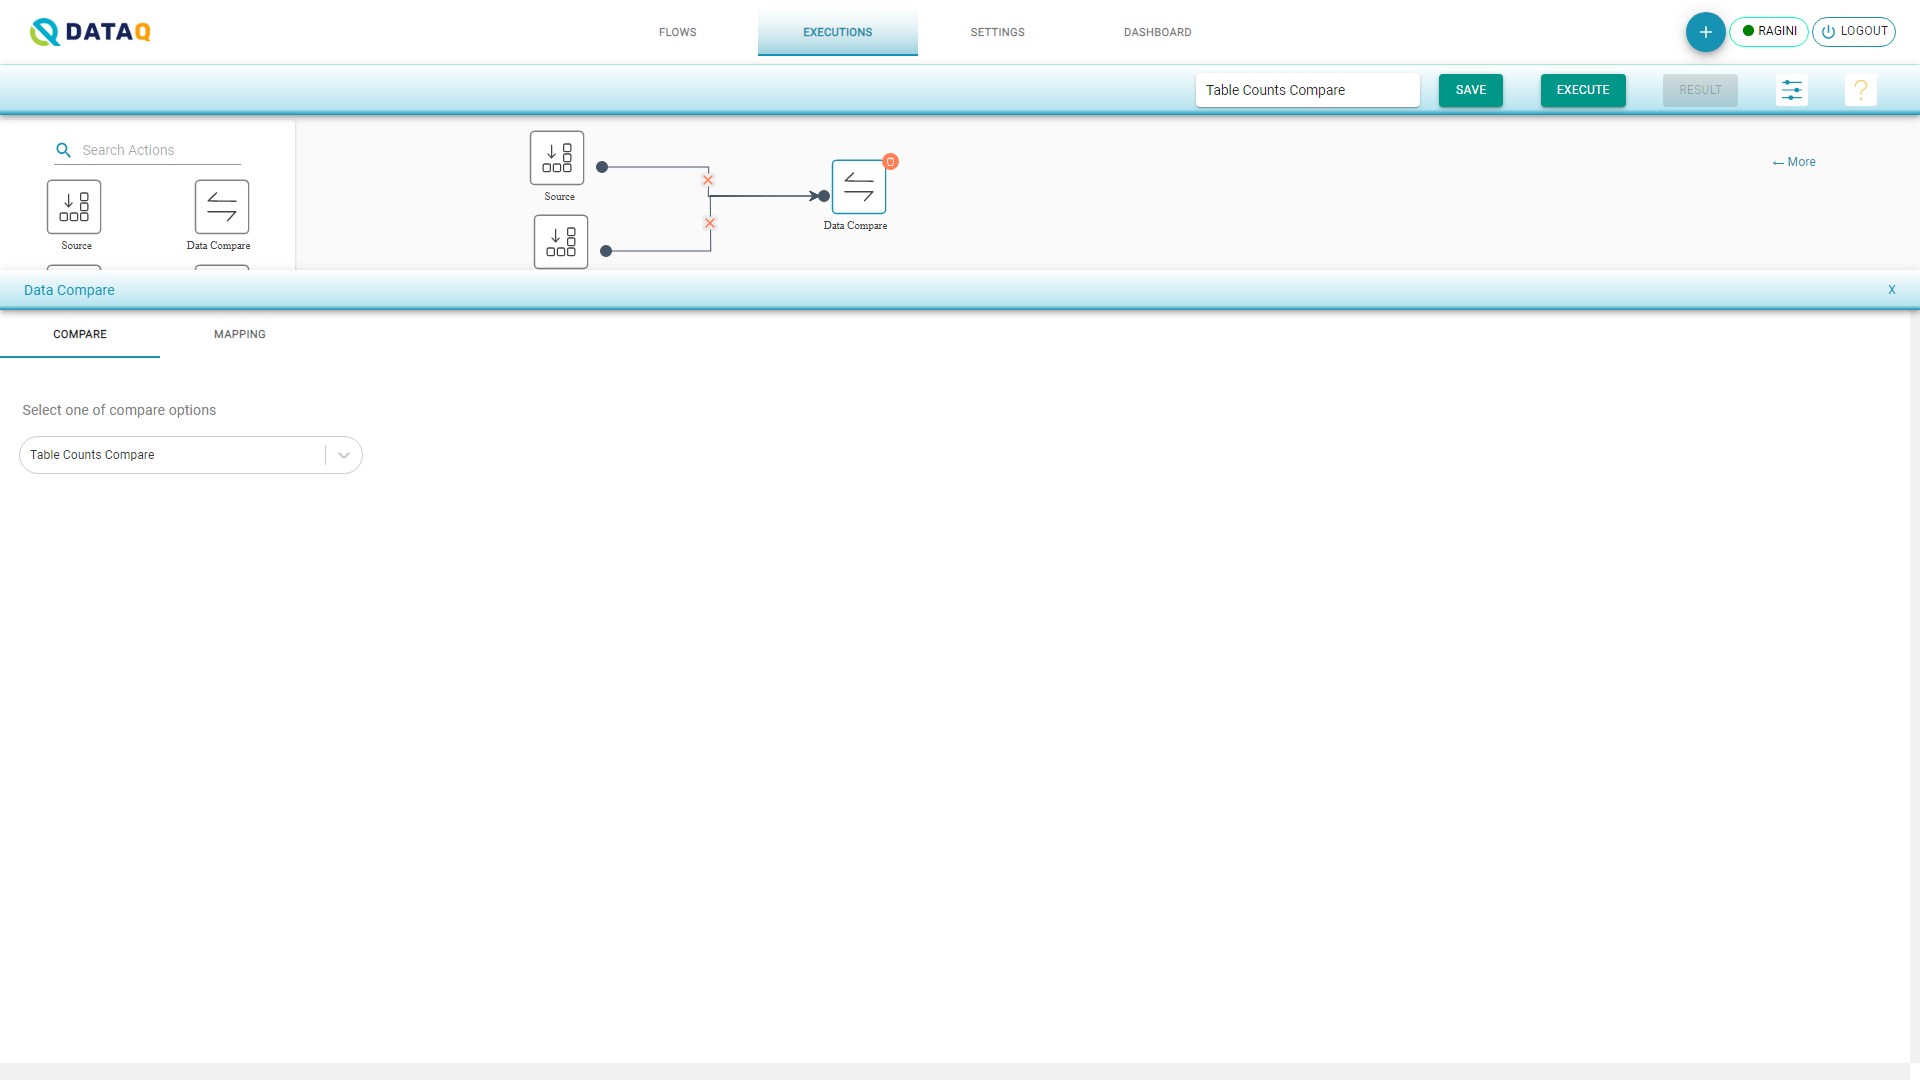 DATAQ
FLOWS
EXECUTIONS
SETTINGS
DASHBOARD
+
RAGINI
LOGOUT
Table Counts Compare
SAVE
EXECUTE
RESULT
?
Search Actions
Source
Data Compare
Source
Data Compare
← More
Data Compare
X
COMPARE
MAPPING
Select one of compare options
Table Counts Compare